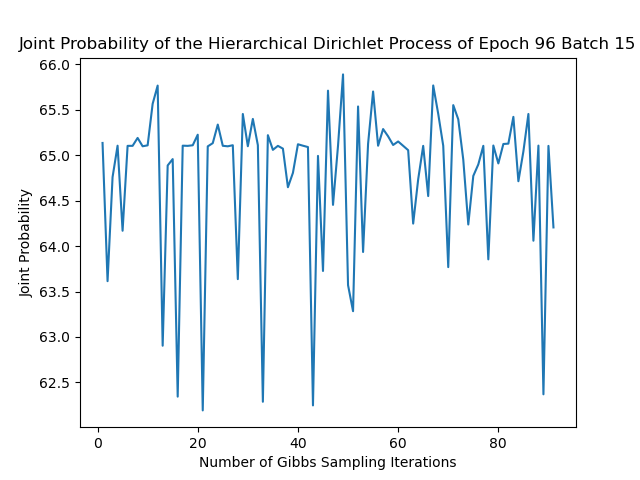 Joint Probability of the Hierarchical Dirichlet Process of Epoch 96 Batch 15
66.0
65.5
65.0
64.5
64.0
63.5
63.0
62.5
Joint Probability
0 20 40 60 80
Number of Gibbs Sampling Iterations